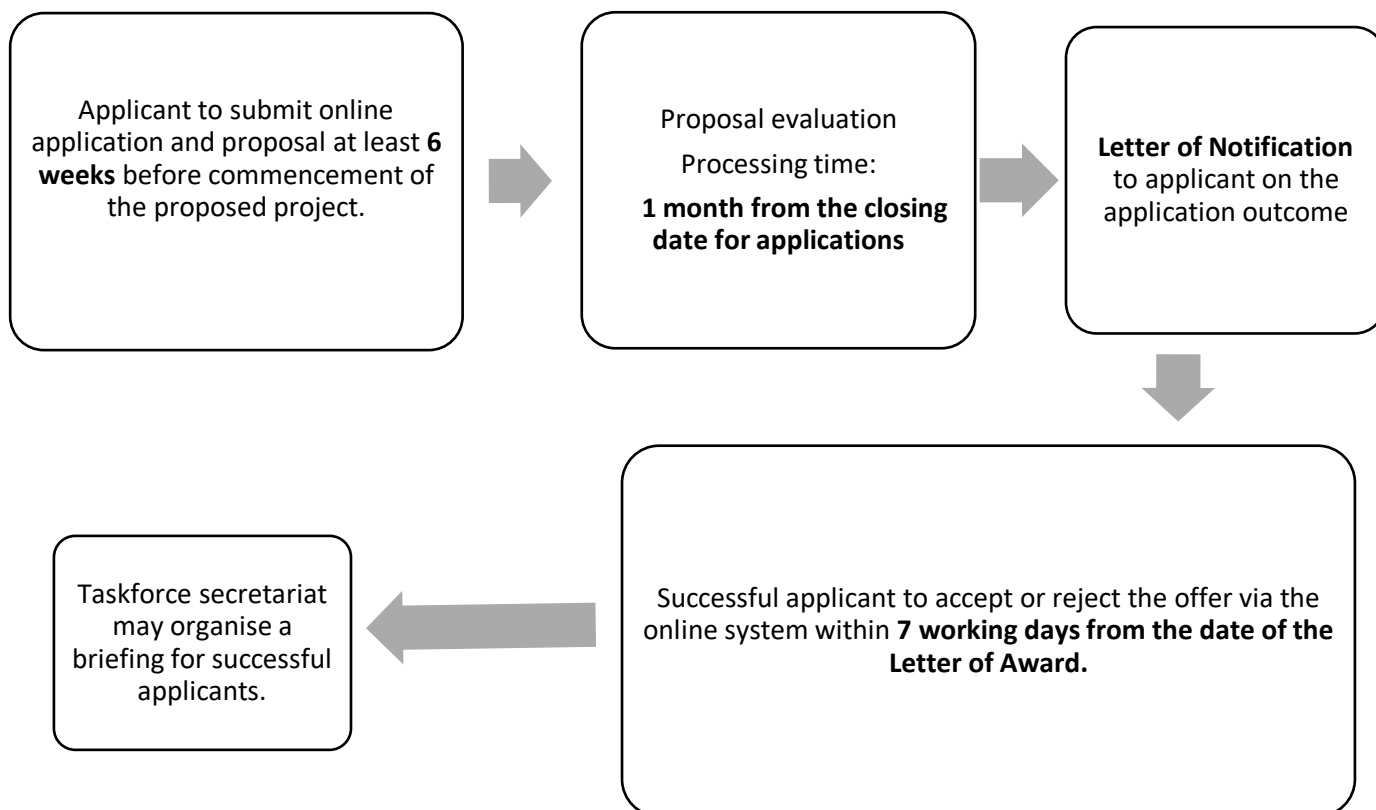 Applicant to submit online
application and proposal at least 6
weeks before commencement of
the proposed project.
Proposal evaluation
Processing time:
1 month from the closing
date for applications
Letter of Notification
to applicant on the
application outcome
Successful applicant to accept or reject the offer via the
online system within 7 working days from the date of the
Letter of Award.
Taskforce secretariat
may organise a
briefing for successful
applicants.